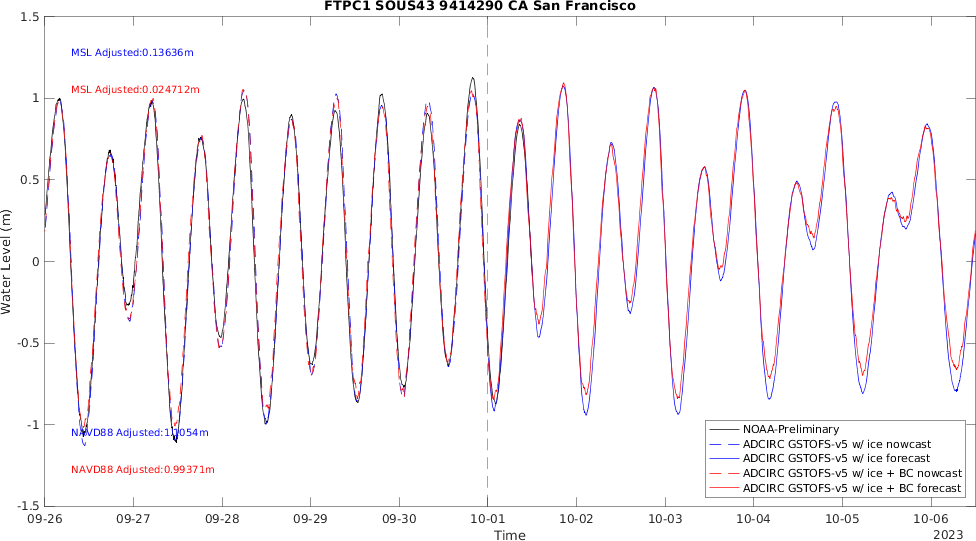 FTPC1 SOUS43 9414290 CA San Francisco
1.5
MSL Adjusted:0.13636m
MSL Adjusted:0.024712m
1
0.5
Water Level (m)
0
-0.5
-1
NAVD88 Adjusted:1.1054m
NAVD88 Adjusted:0.99371m
-1.5
NOAA-Preliminary
ADCIRC GSTOFS-v5 w/ ice nowcast
ADCIRC GSTOFS-v5 w/ ice forecast
ADCIRC GSTOFS-v5 w/ ice + BC nowcast
ADCIRC GSTOFS-v5 w/ ice + BC forecast
09-26 09-27 09-28 09-29 09-30 10-01 10-02 10-03 10-04 10-05 10-06
Time
2023